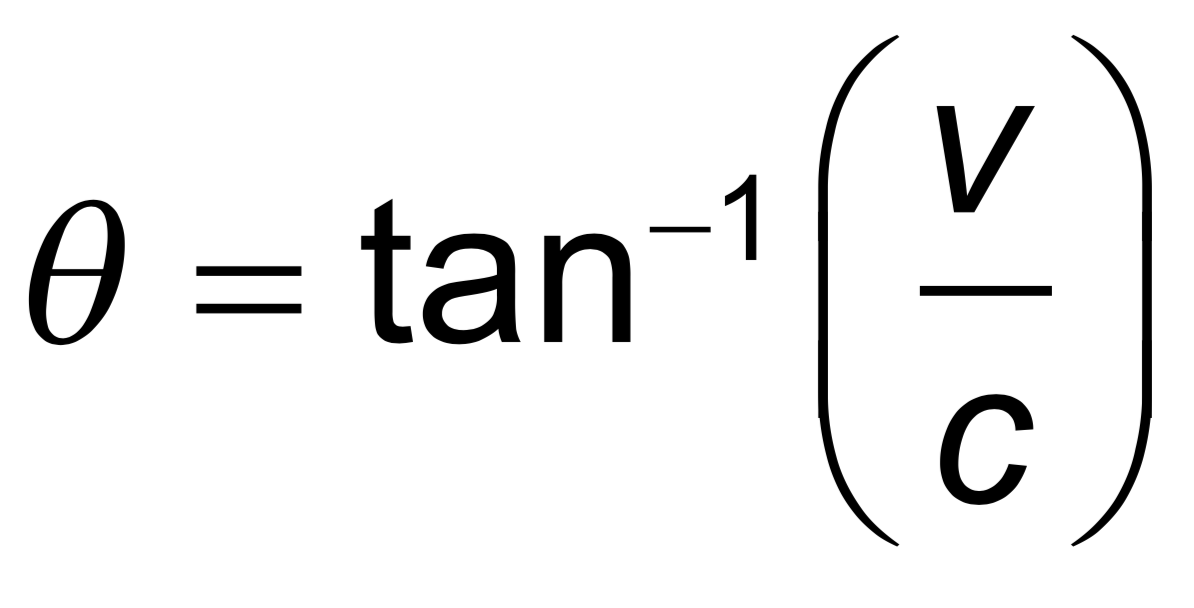 θ = tan⁻¹(v/c)